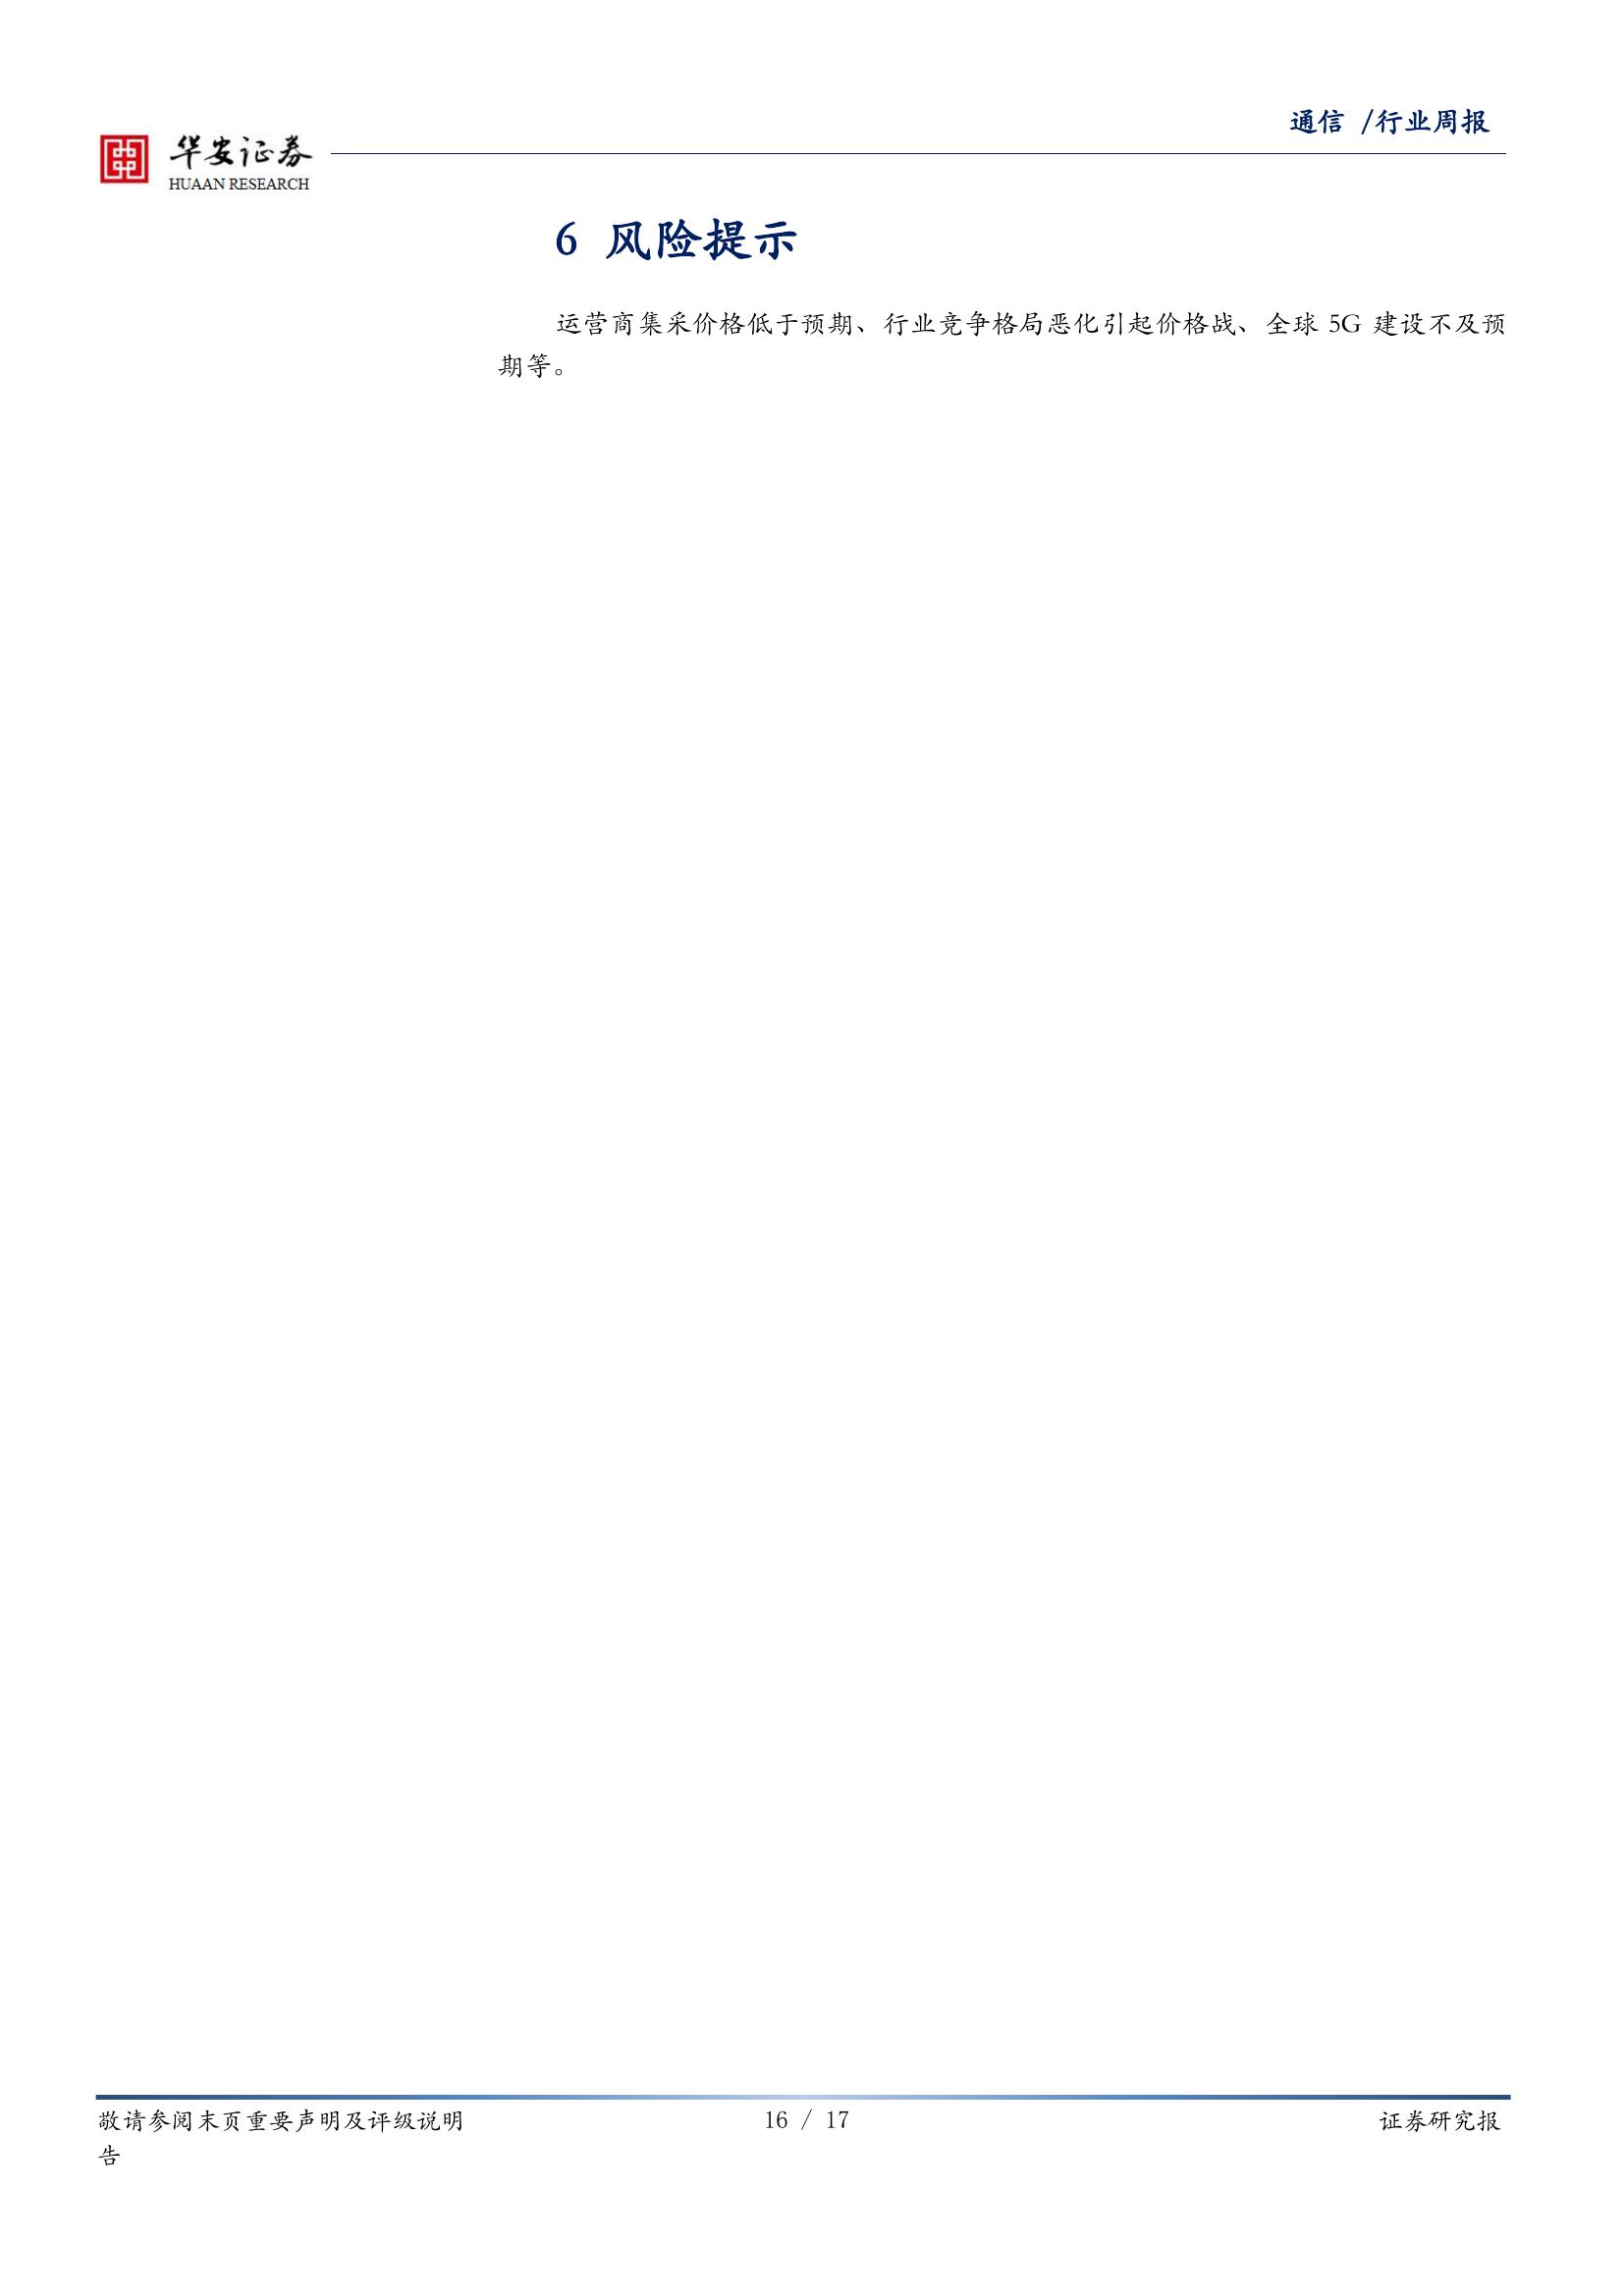 通信 /行业周报
华安证券
HUAAN RESEARCH
6 风险提示
运营商集采价格低于预期、行业竞争格局恶化引起价格战、全球 5G 建设不及预
期等。
敬请参阅末页重要声明及评级说明 16 / 17 证券研究报
告